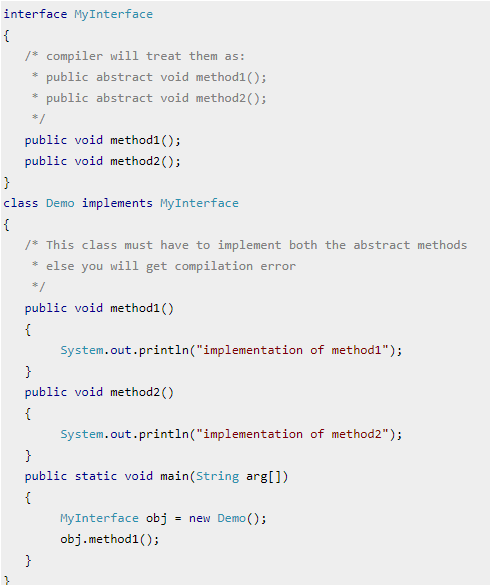 interface MyInterface
{
   /* compiler will treat them as:
    * public abstract void method1();
    * public abstract void method2();
    */
   public void method1();
   public void method2();
}
class Demo implements MyInterface
{
   /* This class must have to implement both the abstract methods
    * else you will get compilation error
    */
   public void method1()
   {
        System.out.println("implementation of method1");
   }
   public void method2()
   {
        System.out.println("implementation of method2");
   }
   public static void main(String arg[])
   {
        MyInterface obj = new Demo();
        obj.method1();
   }
}